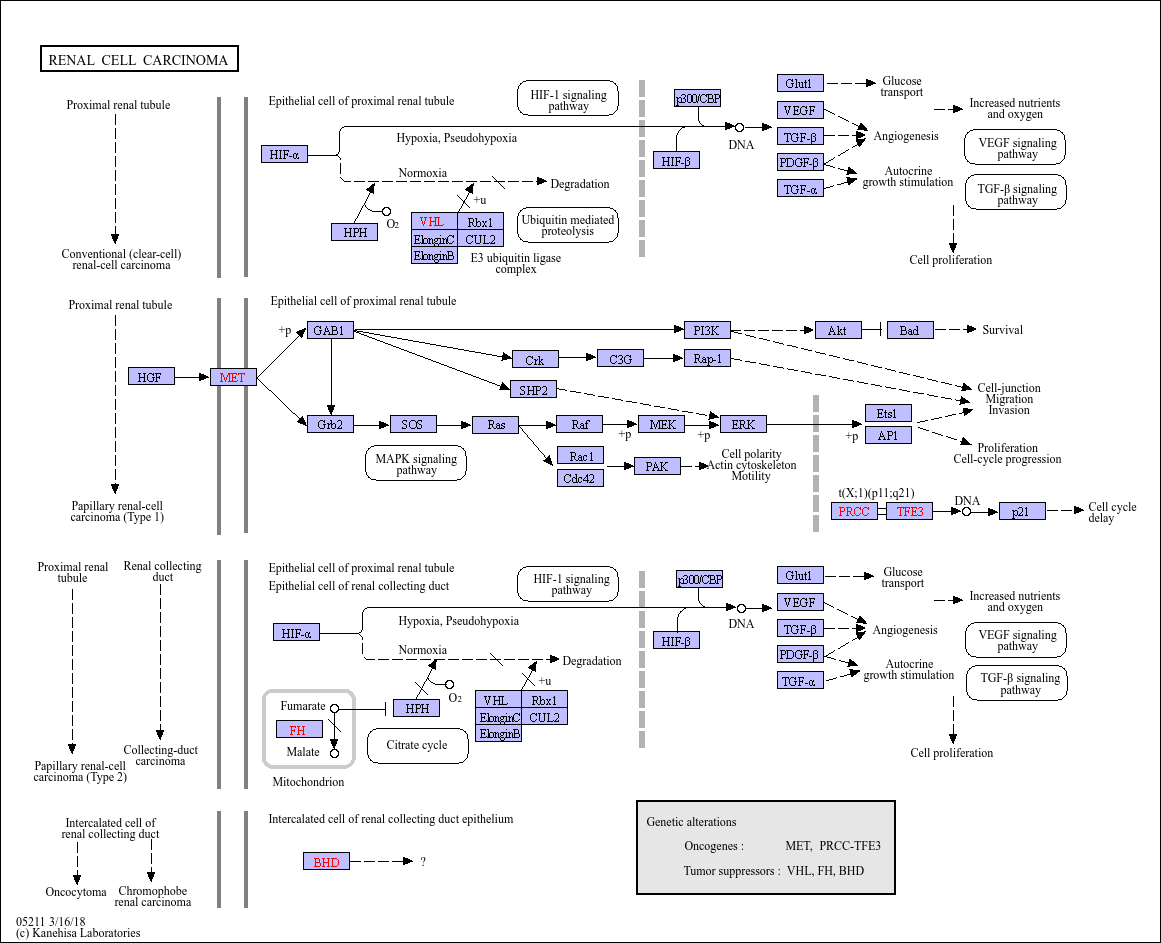 RENAL CELL CARCINOMA
Proximal renal tubule
Conventional (clear-cell)
renal-cell carcinoma
Epithelial cell of proximal renal tubule
HIF-1 signaling
pathway
HIF-α
Hypoxia, Pseudohypoxia
Normoxia
Degradation
HPH
O2
+u
VHL
Rbx1
ElonginC
CUL2
ElonginB
E3 ubiquitin ligase
complex
Ubiquitin mediated
proteolysis
p300/CBP
HIF-β
DNA
Glut1
VEGF
TGF-β
PDGF-β
TGF-α
Glucose
transport
Angiogenesis
Autocrine
growth stimulation
Increased nutrients
and oxygen
VEGF signaling
pathway
TGF-β signaling
pathway
Cell proliferation
Proximal renal tubule
Papillary renal-cell
carcinoma (Type 1)
Epithelial cell of proximal renal tubule
HGF
MET
+p
GAB1
PI3K
Akt
Bad
Survival
Crk
C3G
Rap-1
SHP2
Cell-junction
Migration
Invasion
Grb2
SOS
Ras
Raf
+p
MEK
+p
ERK
+p
Ets1
AP1
Proliferation
Cell-cycle progression
MAPK signaling
pathway
Rac1
Cdc42
PAK
Cell polarity
Actin cytoskeleton
Motility
t(X;1)(p11;q21)
PRCC
TFE3
DNA
p21
Cell cycle
delay
Proximal renal
tubule
Renal collecting
duct
Papillary renal-cell
carcinoma (Type 2)
Collecting-duct
carcinoma
Epithelial cell of proximal renal tubule
Epithelial cell of renal collecting duct
HIF-1 signaling
pathway
HIF-α
Hypoxia, Pseudohypoxia
Normoxia
Degradation
Fumarate
FH
Malate
Mitochondrion
HPH
O2
Citrate cycle
+u
VHL
Rbx1
ElonginC
CUL2
ElonginB
p300/CBP
HIF-β
DNA
Glut1
VEGF
TGF-β
PDGF-β
TGF-α
Glucose
transport
Angiogenesis
Autocrine
growth stimulation
Increased nutrients
and oxygen
VEGF signaling
pathway
TGF-β signaling
pathway
Cell proliferation
Intercalated cell of
renal collecting duct
Oncocytoma
Chromophobe
renal carcinoma
Intercalated cell of renal collecting duct epithelium
BHD
?
Genetic alterations
Oncogenes : MET, PRCC-TFE3
Tumor suppressors : VHL, FH, BHD
05211 3/16/18
(c) Kanehisa Laboratories